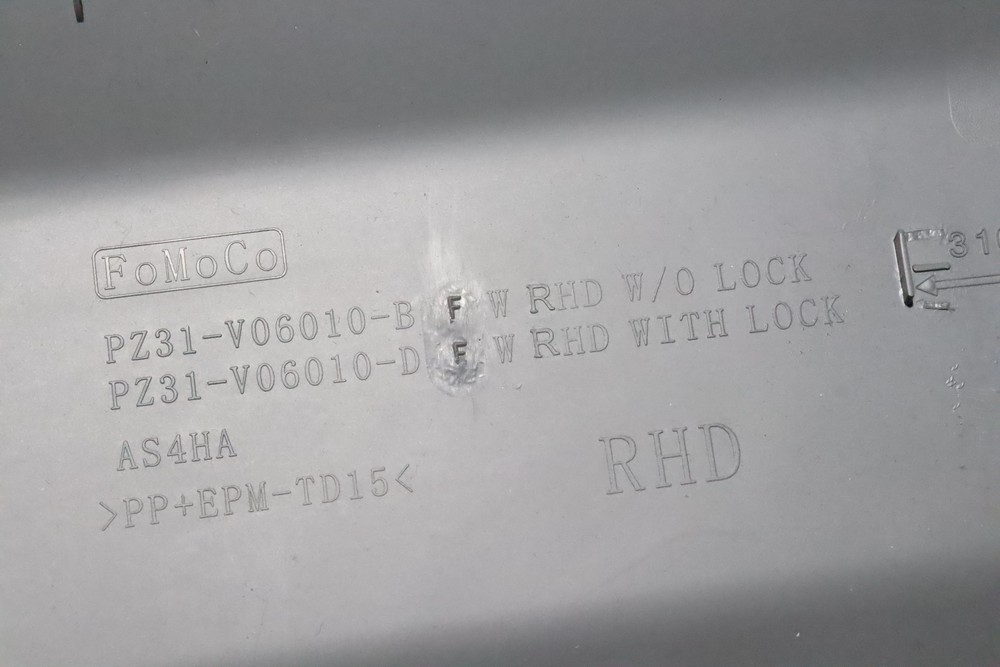 FoMoCo
PZ31-V06010-B F W RHD W/O LOCK
PZ31-V06010-D F W RHD WITH LOCK
AS4HA
>PP+EPM-TD15<
RHD